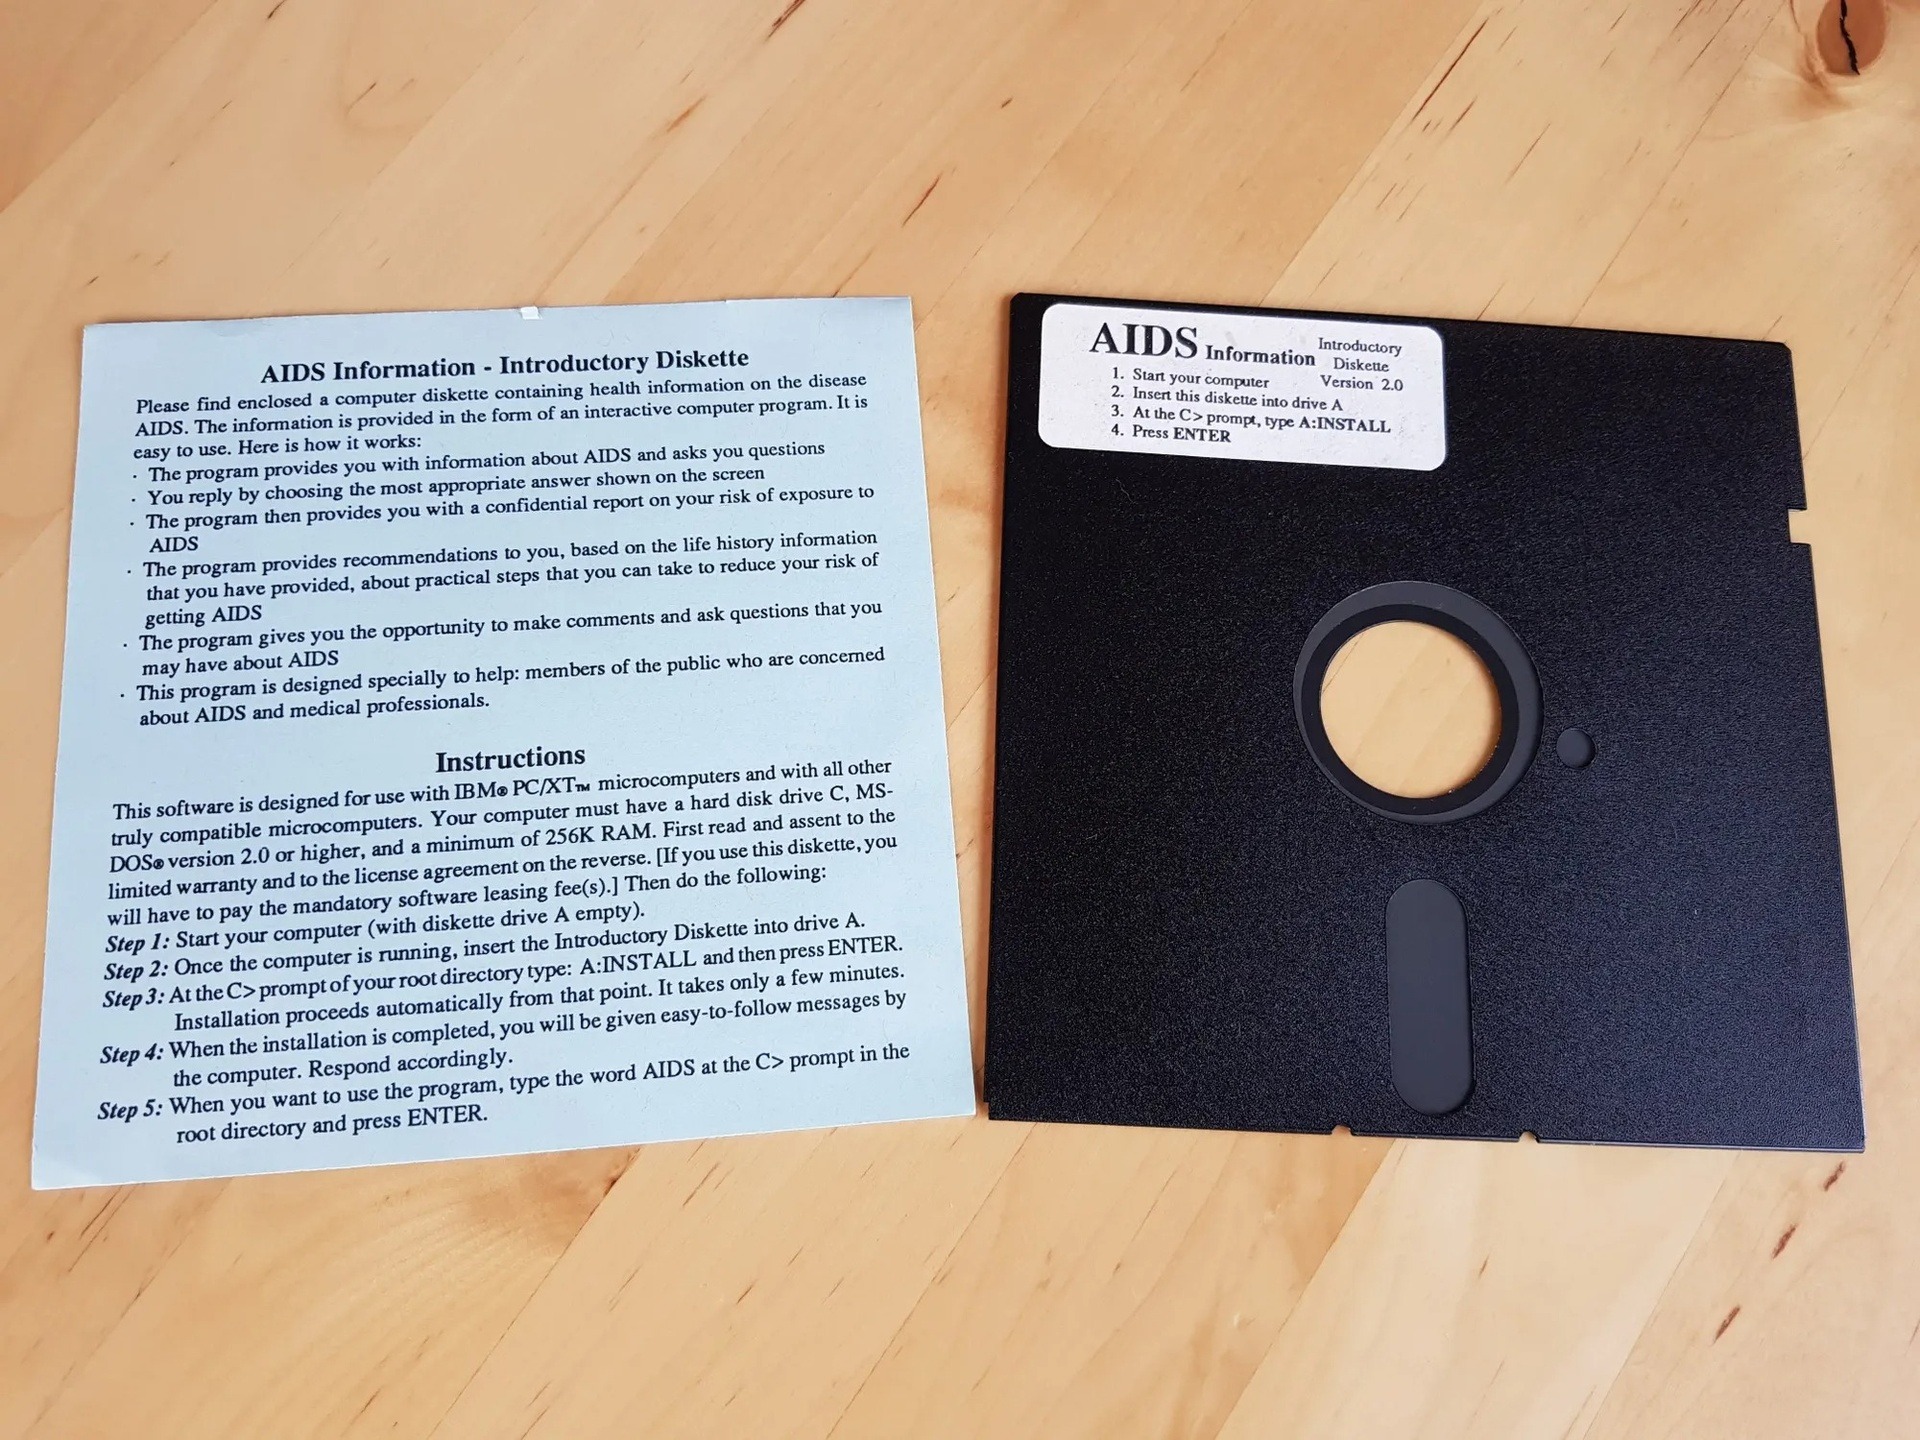 AIDS Information - Introductory Diskette
Please find enclosed a computer diskette containing health information on the disease
AIDS. The information is provided in the form of an interactive computer program. It is
easy to use. Here is how it works:
· The program provides you with information about AIDS and asks you questions
· You reply by choosing the most appropriate answer shown on the screen
· The program then provides you with a confidential report on your risk of exposure to
AIDS
· The program provides recommendations to you, based on the life history information
that you have provided, about practical steps that you can take to reduce your risk of
getting AIDS
· The program gives you the opportunity to make comments and ask questions that you
may have about AIDS
· This program is designed specially to help: members of the public who are concerned
about AIDS and medical professionals.
Instructions
This software is designed for use with IBM® PC/XT™ microcomputers and with all other
truly compatible microcomputers. Your computer must have a hard disk drive C, MS-
DOS® version 2.0 or higher, and a minimum of 256K RAM. First read and assent to the
limited warranty and to the license agreement on the reverse. [If you use this diskette, you
will have to pay the mandatory software leasing fee(s).] Then do the following:
Step 1: Start your computer (with diskette drive A empty).
Step 2: Once the computer is running, insert the Introductory Diskette into drive A.
Step 3: At the C> prompt of your root directory type: A:INSTALL and then press ENTER.
Installation proceeds automatically from that point. It takes only a few minutes.
Step 4: When the installation is completed, you will be given easy-to-follow messages by
the computer. Respond accordingly.
Step 5: When you want to use the program, type the word AIDS at the C> prompt in the
root directory and press ENTER.
AIDS Information Introductory
Diskette
Version 2.0
1. Start your computer
2. Insert this diskette into drive A
3. At the C> prompt, type A:INSTALL
4. Press ENTER